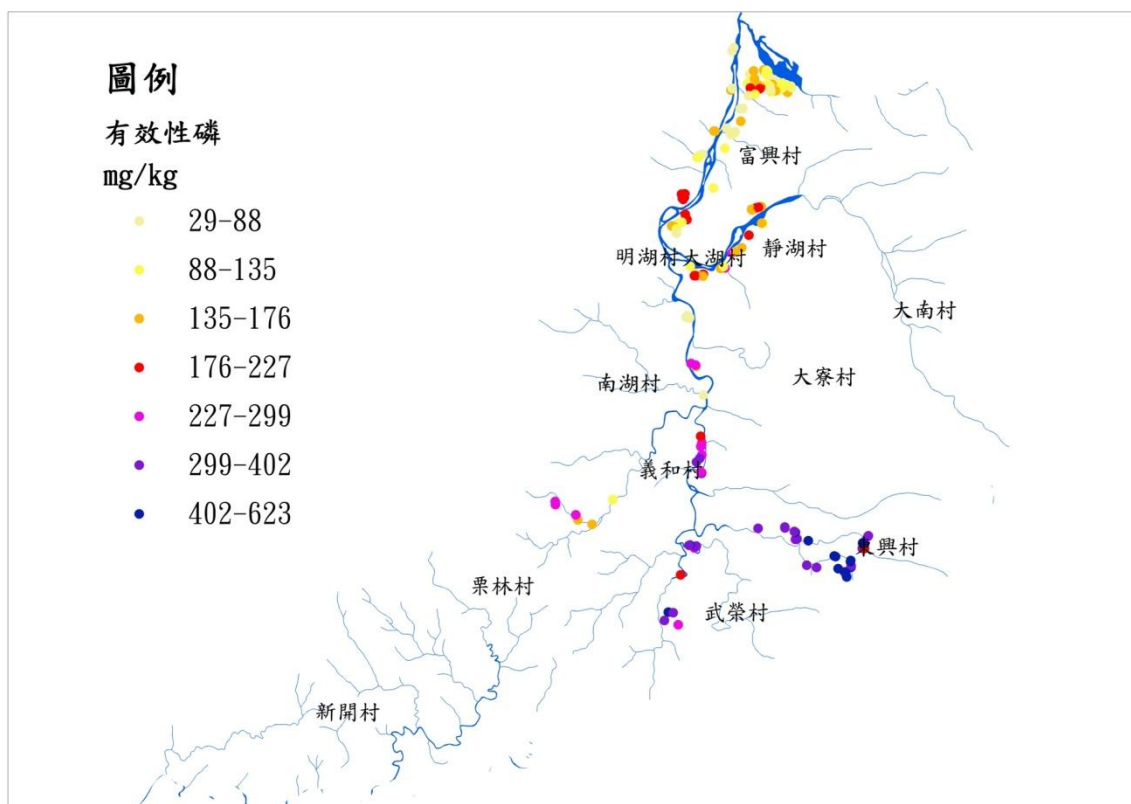 圖例
有效性磷
mg/kg
29-88
88-135
135-176
176-227
227-299
299-402
402-623
富興村
明湖村
大湖村
靜湖村
大南村
南湖村
大寮村
義和村
東興村
栗林村
武榮村
新開村